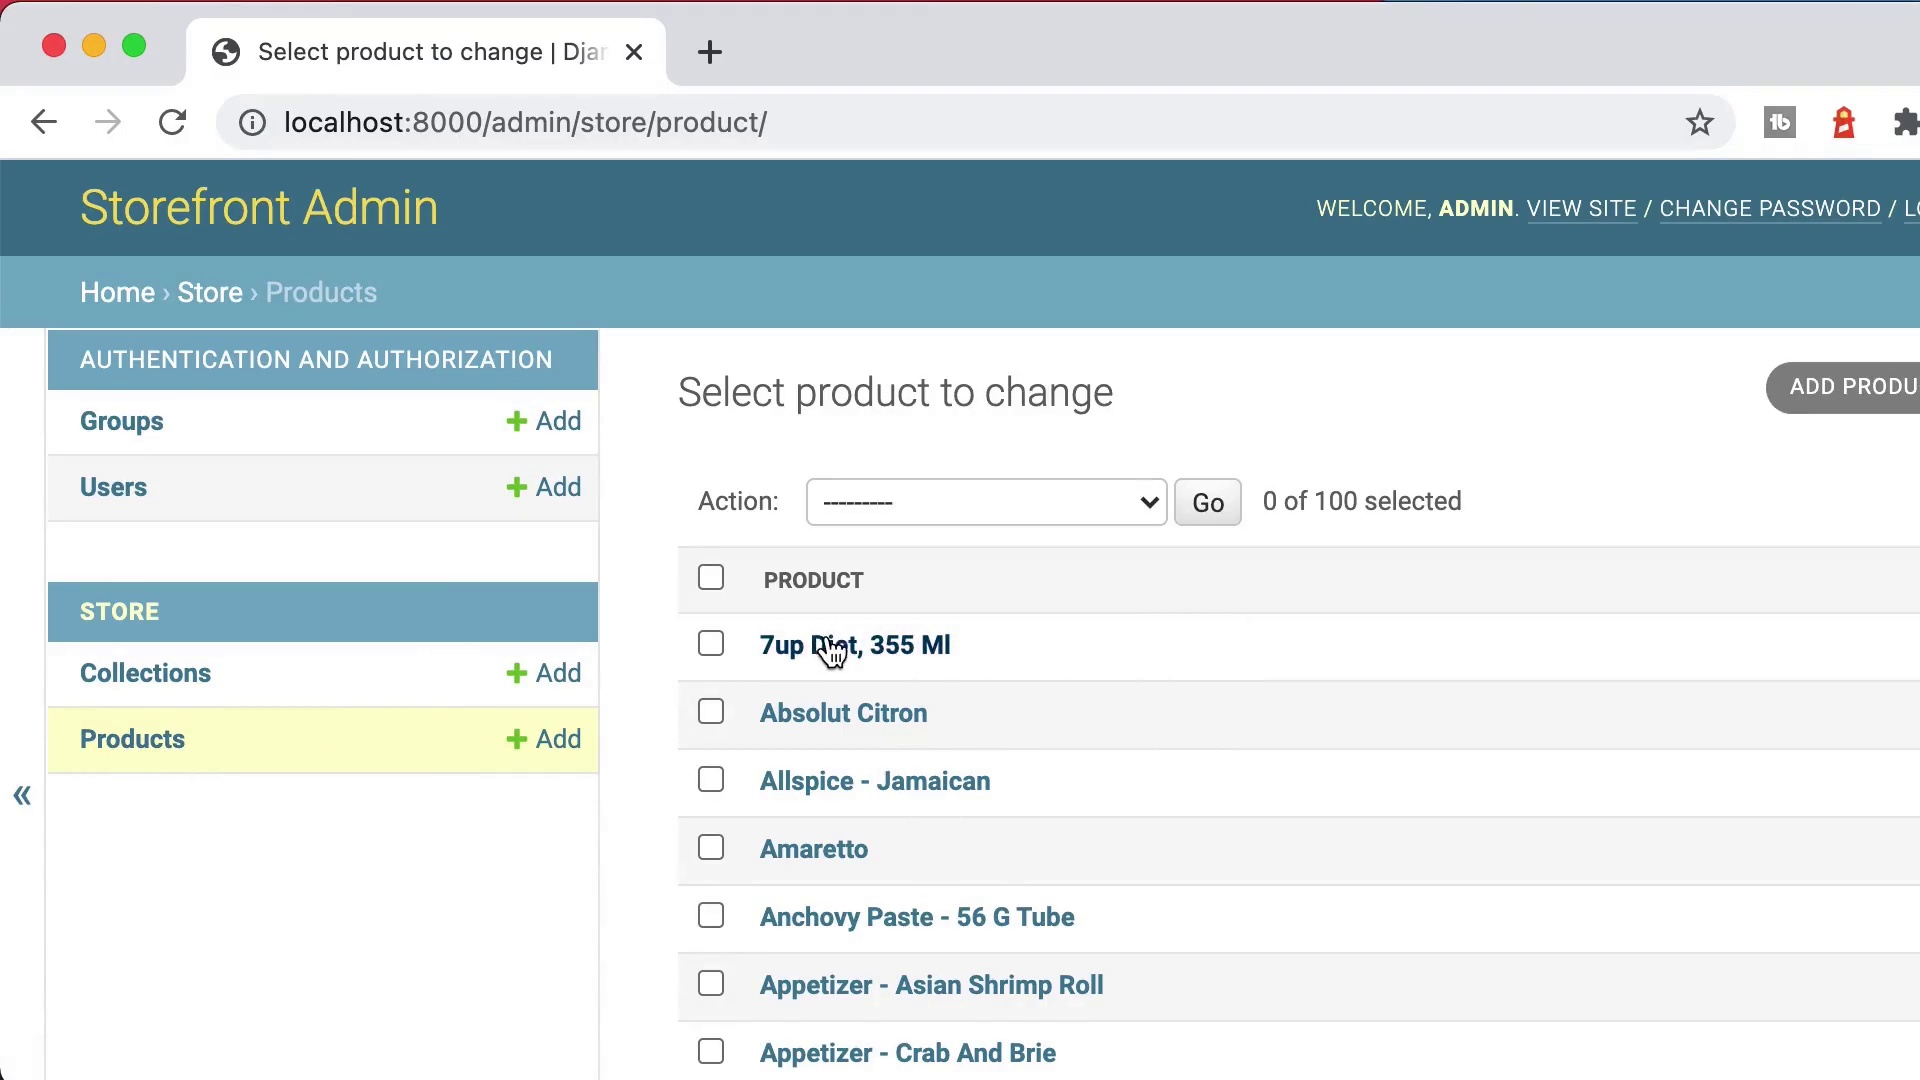 Select product to change | Djan
localhost:8000/admin/store/product/
Storefront Admin
WELCOME, ADMIN. VIEW SITE / CHANGE PASSWORD / LO
Home › Store › Products
AUTHENTICATION AND AUTHORIZATION
Groups + Add
Users + Add
STORE
Collections + Add
Products + Add
«
Select product to change
ADD PRODU
Action: --------- Go 0 of 100 selected
PRODUCT
7up Diet, 355 Ml
Absolut Citron
Allspice - Jamaican
Amaretto
Anchovy Paste - 56 G Tube
Appetizer - Asian Shrimp Roll
Appetizer - Crab And Brie